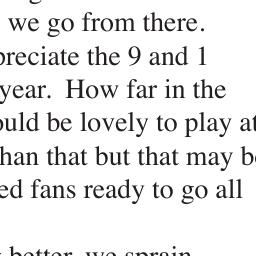 we go from there.
preciate the 9 and 1
year. How far in the
ould be lovely to play at
han that but that may b
ed fans ready to go all
better, we sprain